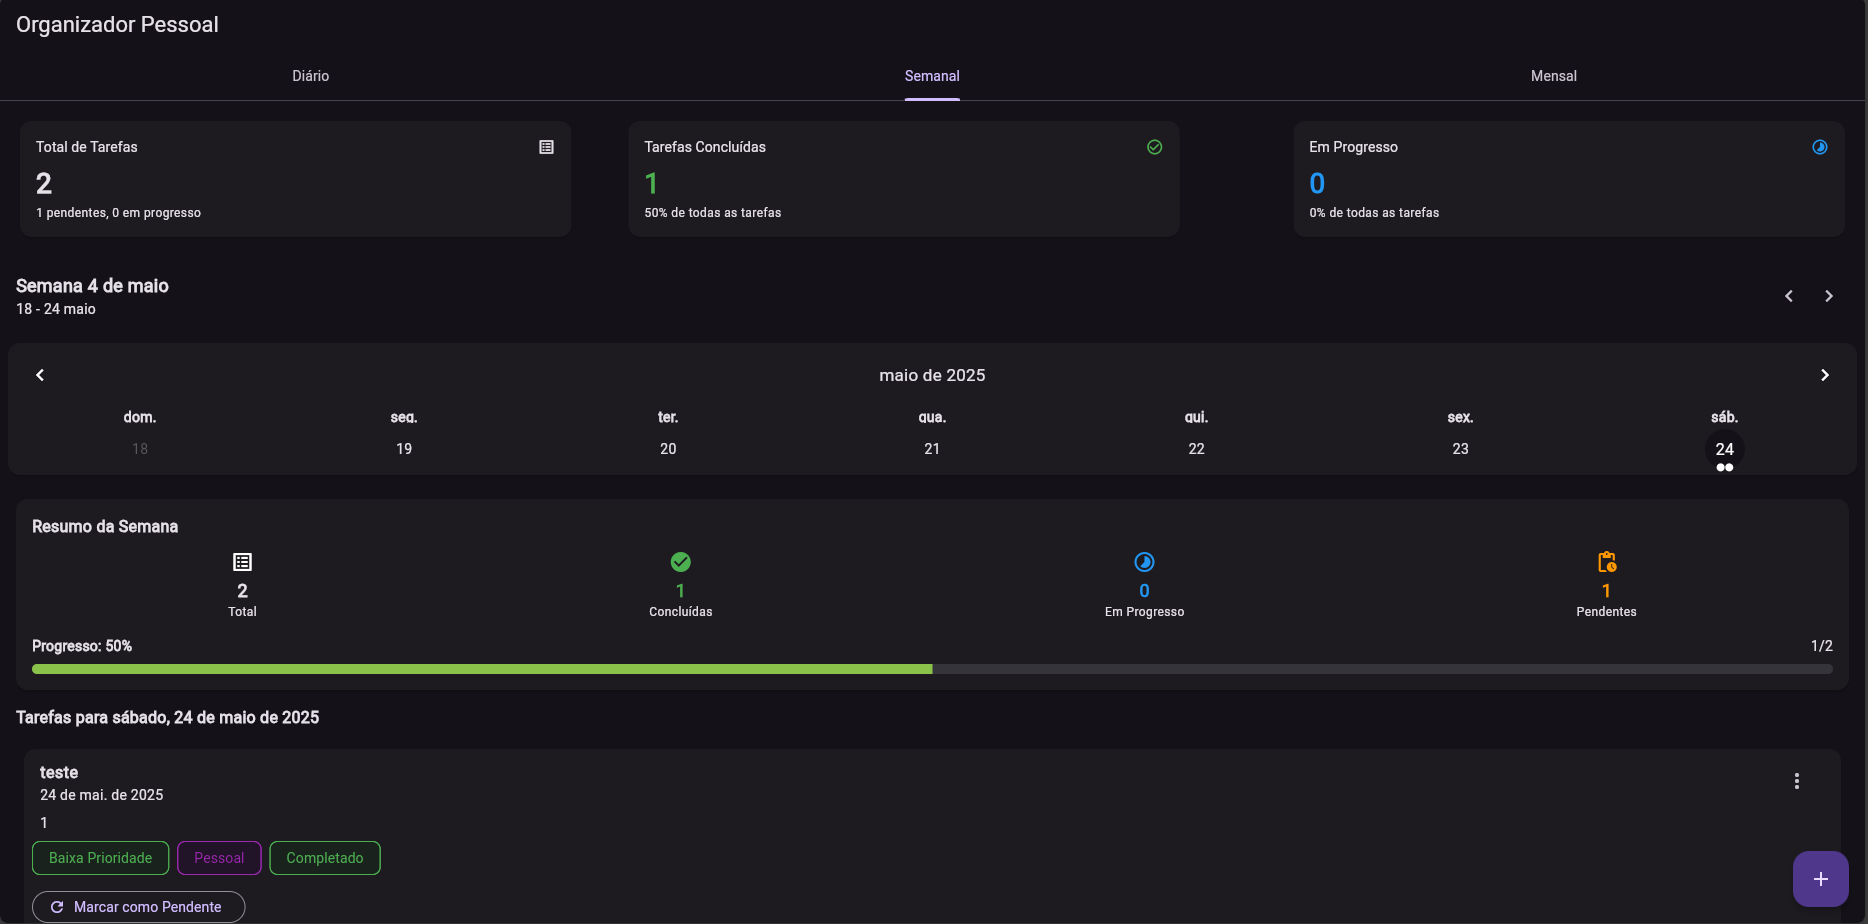 Organizador Pessoal
Diário Semanal Mensal
Total de Tarefas
2
1 pendentes, 0 em progresso
Tarefas Concluídas
1
50% de todas as tarefas
Em Progresso
0
0% de todas as tarefas
Semana 4 de maio
18 - 24 maio
maio de 2025
dom. seg. ter. qua. qui. sex. sáb.
18 19 20 21 22 23 24
Resumo da Semana
2 1 0 1
Total Concluídas Em Progresso Pendentes
Progresso: 50% 1/2
Tarefas para sábado, 24 de maio de 2025
teste
24 de mai. de 2025
1
Baixa Prioridade Pessoal Completado
Marcar como Pendente